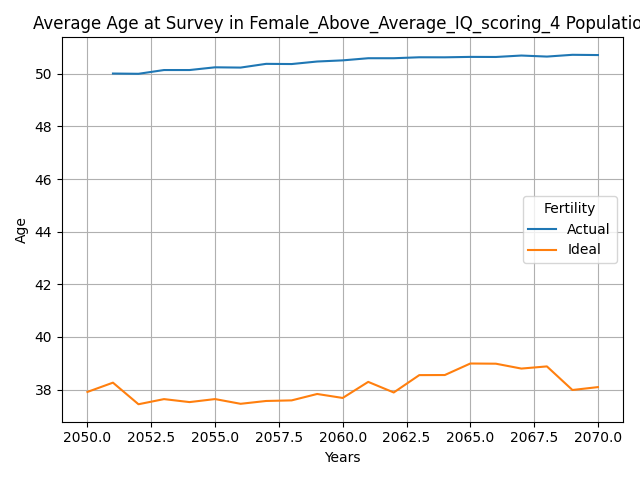 Average Age at Survey in Female_Above_Average_IQ_scoring_4 Populatio
50
48
46
44
42
40
38
Age
Fertility
Actual
Ideal
2050.0 2052.5 2055.0 2057.5 2060.0 2062.5 2065.0 2067.5 2070.0
Years